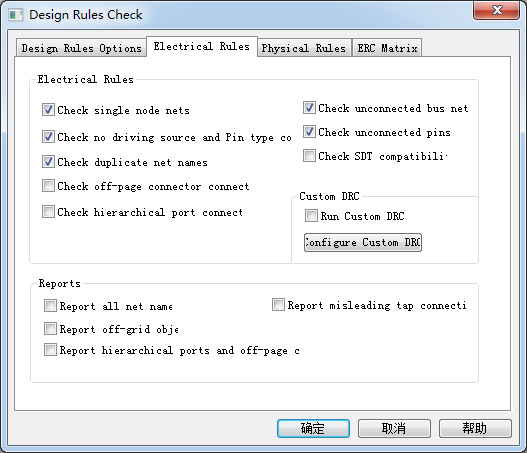 Design Rules Check
Design Rules Options Electrical Rules Physical Rules ERC Matrix
Electrical Rules
Check single node nets
Check no driving source and Pin type co
Check duplicate net names
Check off-page connector connect
Check hierarchical port connect
Check unconnected bus net
Check unconnected pins
Check SDT compatibili
Custom DRC
Run Custom DRC
Configure Custom DRC
Reports
Report all net name
Report off-grid obje
Report hierarchical ports and off-page c
Report misleading tap connecti
确定 取消 帮助